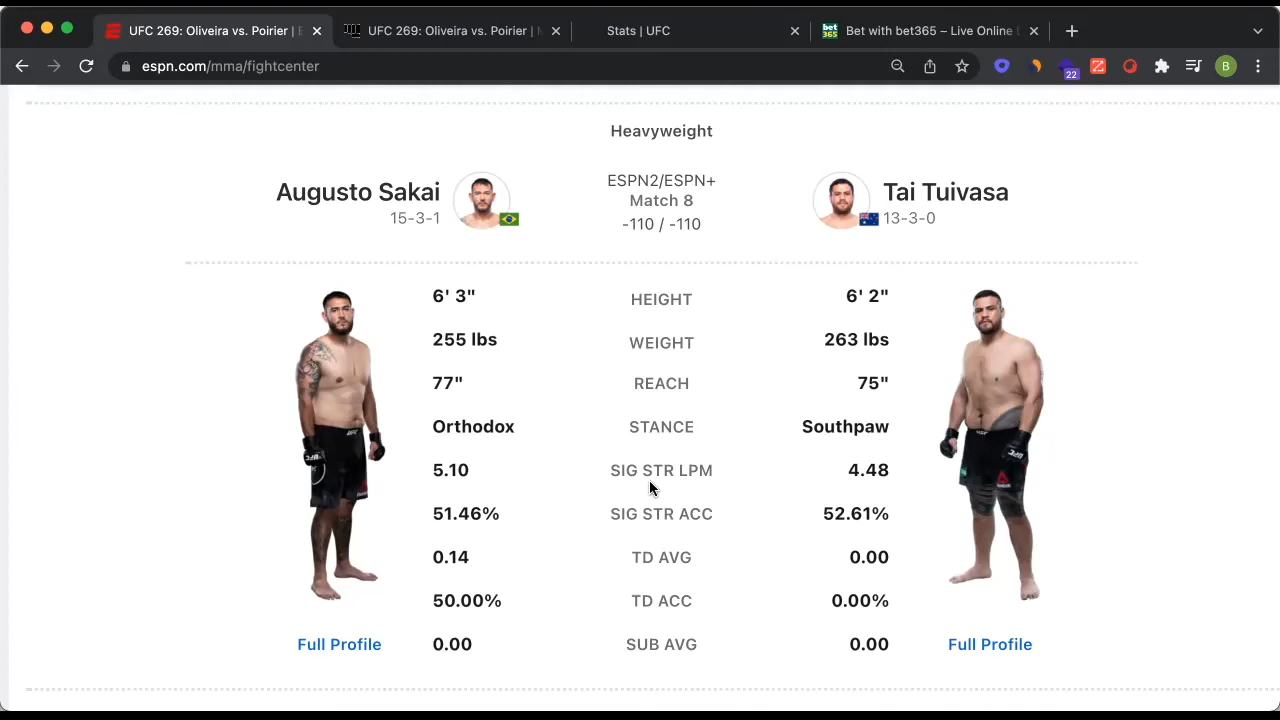 UFC 269: Oliveira vs. Poirier | E
UFC 269: Oliveira vs. Poirier |
Stats | UFC
bet365
Bet with bet365 – Live Online
espn.com/mma/fightcenter
22
B
Heavyweight
Augusto Sakai
15-3-1
ESPN2/ESPN+
Match 8
-110 / -110
Tai Tuivasa
13-3-0
6' 3" HEIGHT 6' 2"
255 lbs WEIGHT 263 lbs
77" REACH 75"
Orthodox STANCE Southpaw
5.10 SIG STR LPM 4.48
51.46% SIG STR ACC 52.61%
0.14 TD AVG 0.00
50.00% TD ACC 0.00%
Full Profile 0.00 SUB AVG 0.00 Full Profile